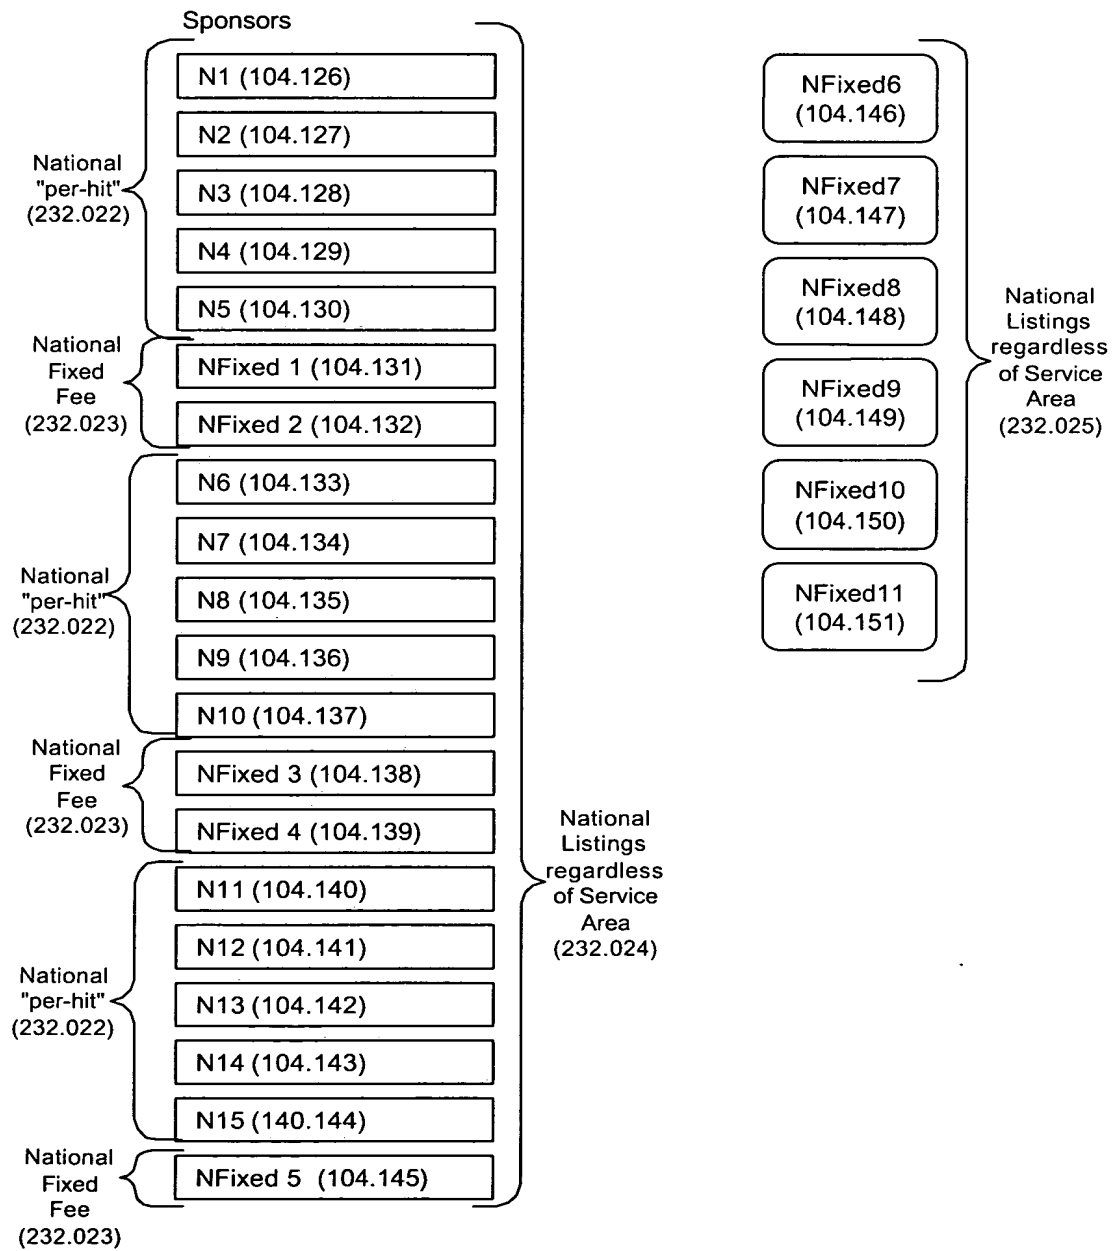 Sponsors
N1 (104.126)
N2 (104.127)
N3 (104.128)
N4 (104.129)
N5 (104.130)
National
"per-hit"
(232.022)
NFixed 1 (104.131)
NFixed 2 (104.132)
National
Fixed
Fee
(232.023)
N6 (104.133)
N7 (104.134)
N8 (104.135)
N9 (104.136)
N10 (104.137)
National
"per-hit"
(232.022)
NFixed 3 (104.138)
NFixed 4 (104.139)
National
Fixed
Fee
(232.023)
N11 (104.140)
N12 (104.141)
N13 (104.142)
N14 (104.143)
N15 (140.144)
National
"per-hit"
(232.022)
NFixed 5 (104.145)
National
Fixed
Fee
(232.023)
National
Listings
regardless
of Service
Area
(232.024)
NFixed6
(104.146)
NFixed7
(104.147)
NFixed8
(104.148)
NFixed9
(104.149)
NFixed10
(104.150)
NFixed11
(104.151)
National
Listings
regardless
of Service
Area
(232.025)